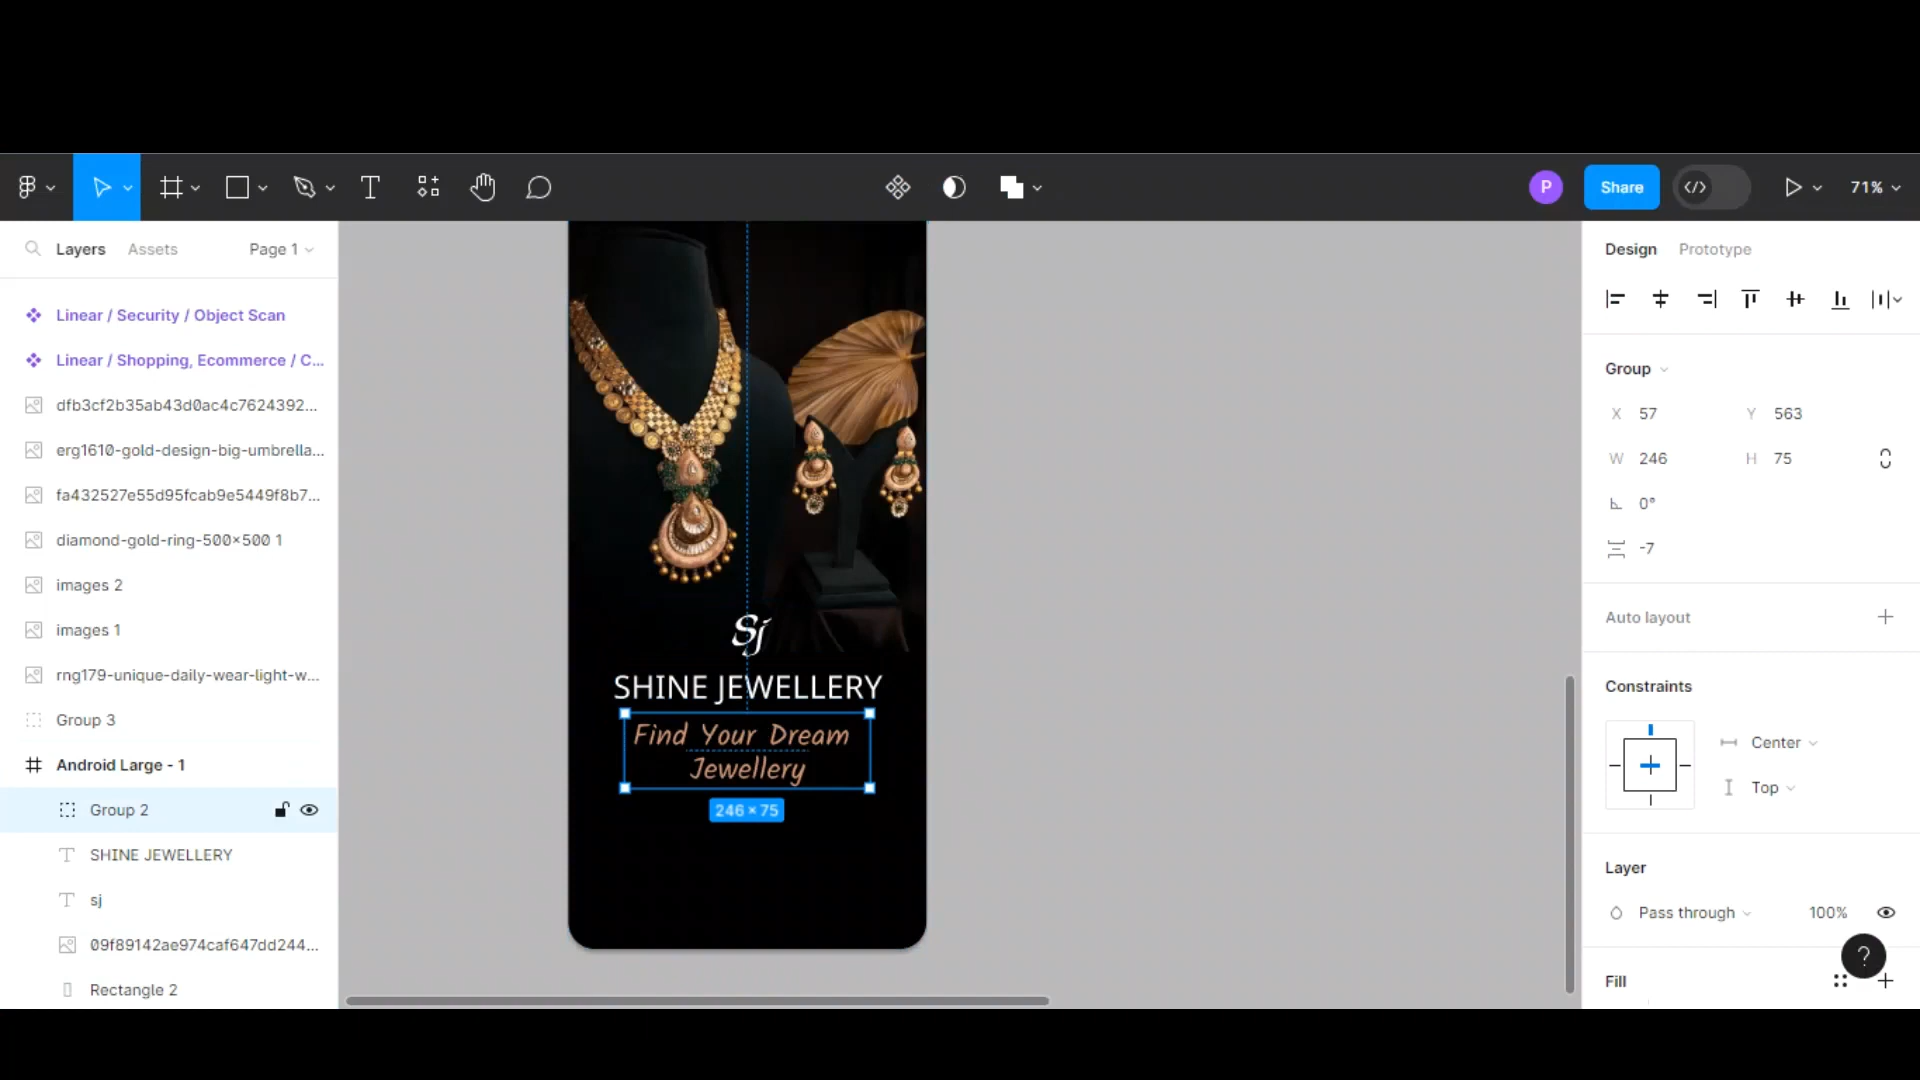 P
Share
71%
Layers
Assets
Page 1
Design
Prototype
Linear / Security / Object Scan
Linear / Shopping, Ecommerce / C...
dfb3cf2b35ab43d0ac4c7624392...
erg1610-gold-design-big-umbrella...
fa432527e55d95fcab9e5449f8b7...
diamond-gold-ring-500×500 1
images 2
images 1
rng179-unique-daily-wear-light-w...
Group 3
Android Large - 1
Group 2
SHINE JEWELLERY
sj
09f89142ae974caf647dd244...
Rectangle 2
Sj
SHINE JEWELLERY
Find Your Dream
Jewellery
246 × 75
Group
X 57 Y 563
W 246 H 75
0°
-7
Auto layout
Constraints
Center
Top
Layer
Pass through 100%
?
Fill